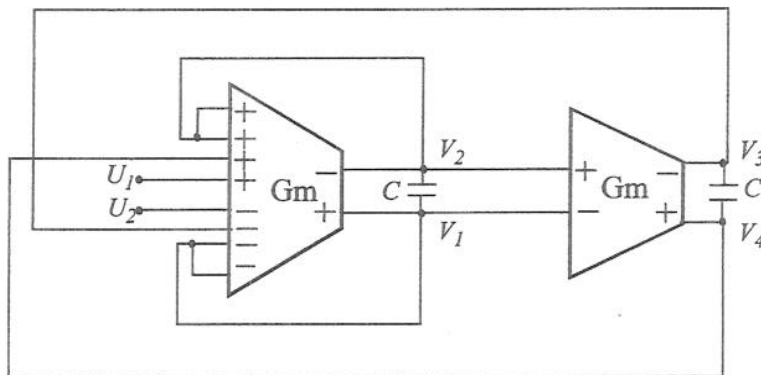 +
+
+
U₁ +
U₂ −
−
−
−
Gm
−
+
C
V₂
V₁
+
−
Gm
−
+
V₃
C
V₄